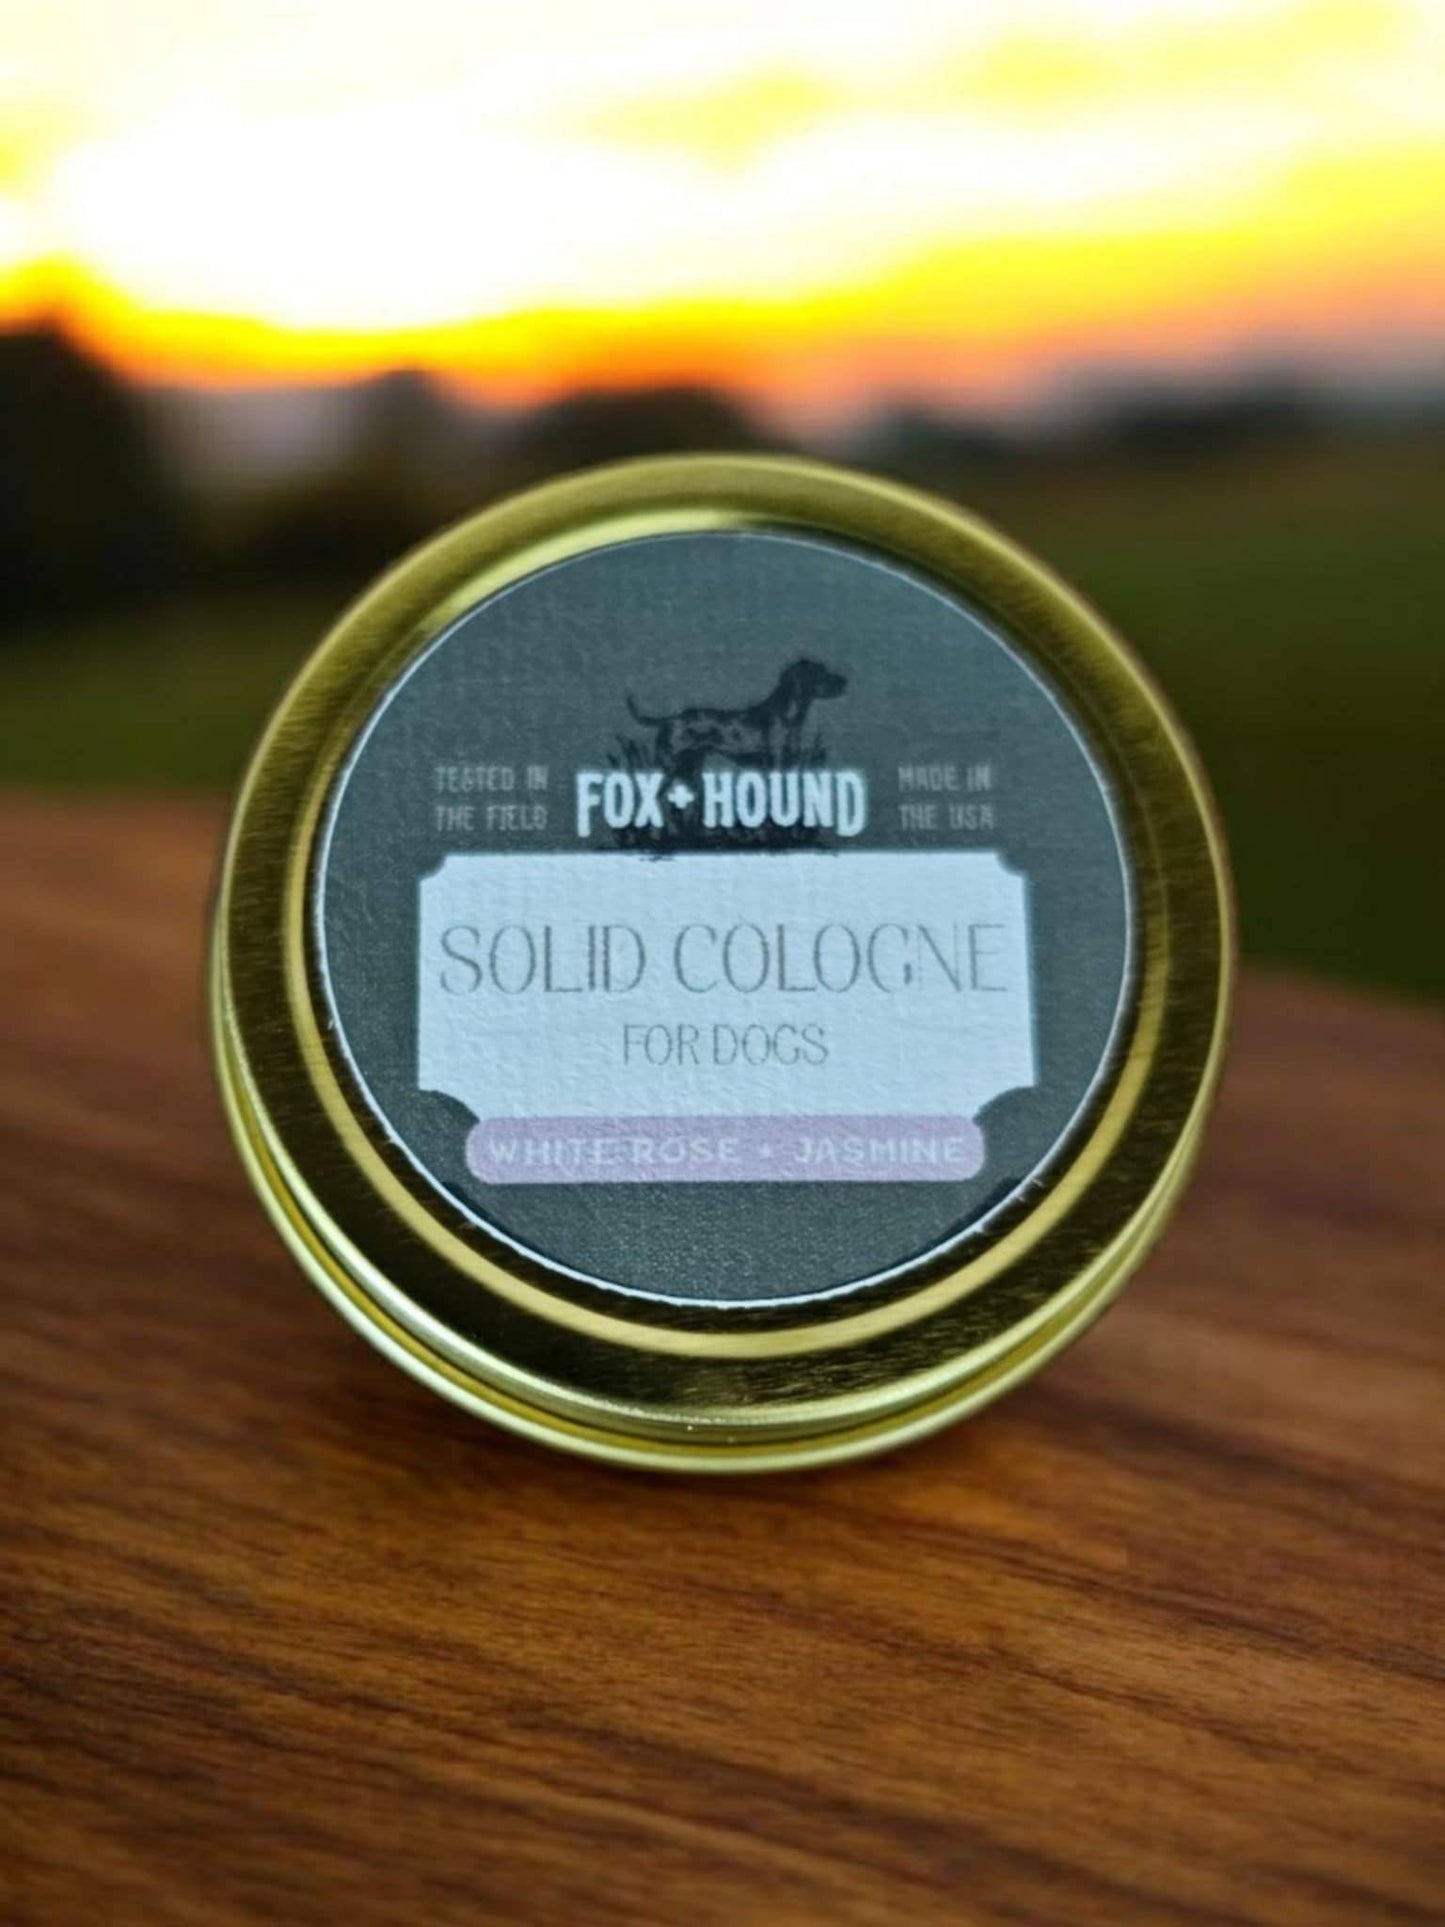 TESTED IN
THE FIELD
FOX + HOUND
MADE IN
THE USA
SOLID COLOGNE
FOR DOGS
WHITE ROSE + JASMINE